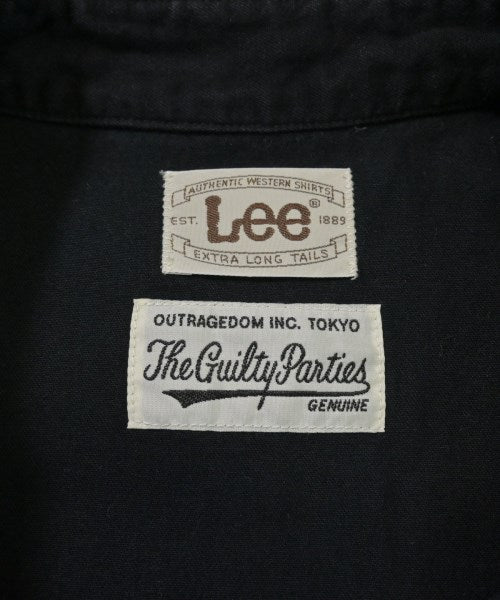 AUTHENTIC WESTERN SHIRTS
EST. Lee® 1889
EXTRA LONG TAILS
OUTRAGEDOM INC. TOKYO
The Guilty Parties
GENUINE